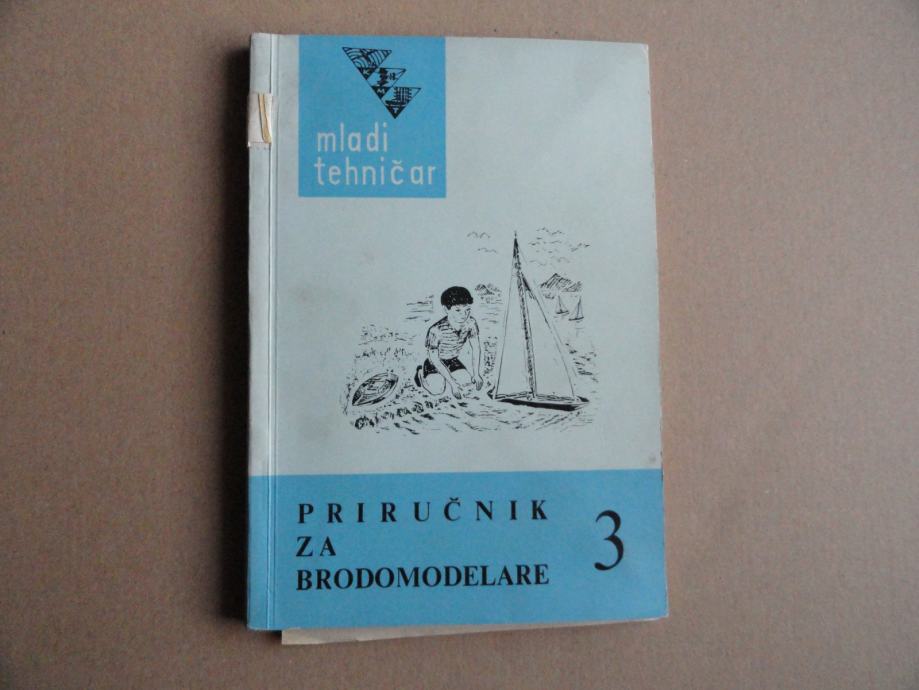 K M T
mladi
tehničar
PRIRUČNIK
ZA
BRODOMODELARE
3